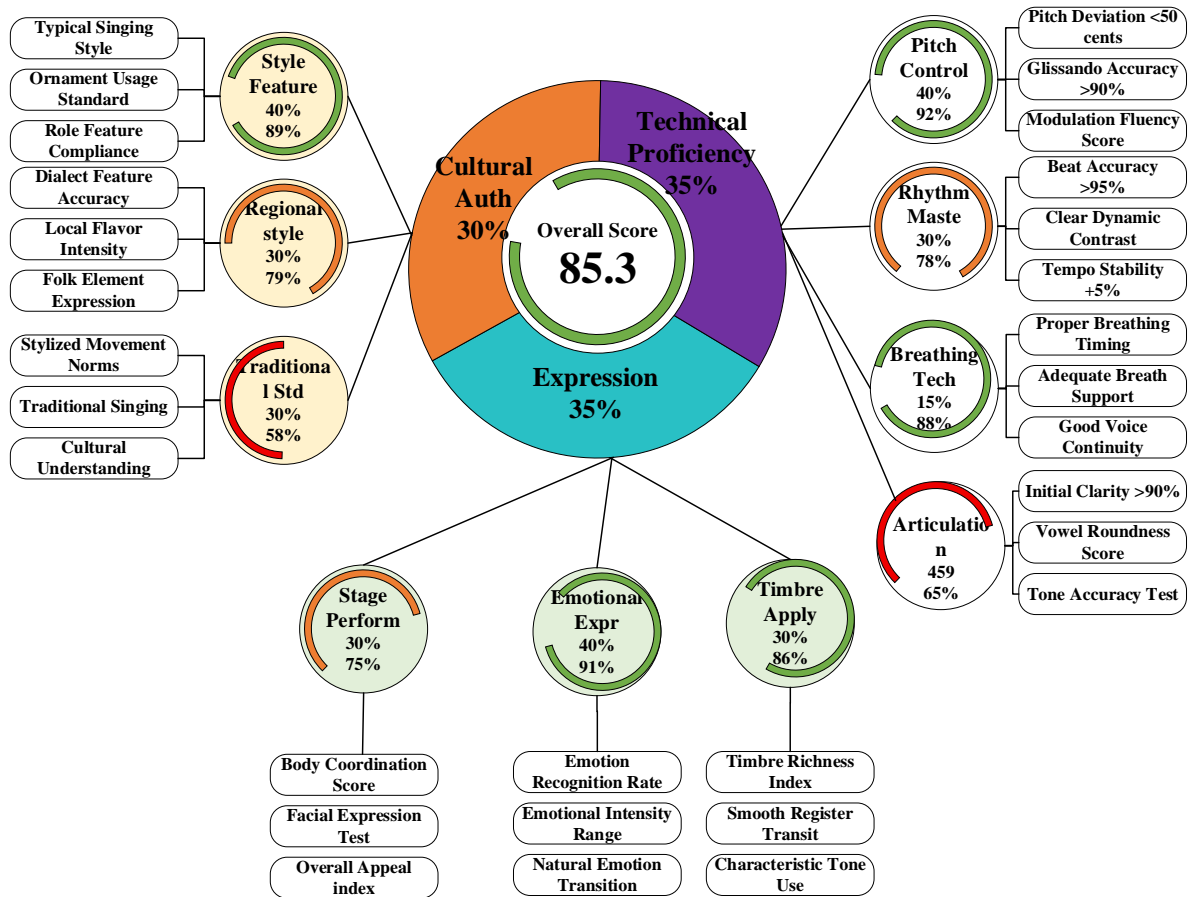 Typical Singing
Style
Ornament Usage
Standard
Role Feature
Compliance
Dialect Feature
Accuracy
Local Flavor
Intensity
Folk Element
Expression
Stylized Movement
Norms
Traditional Singing
Cultural
Understanding
Style
Feature
40%
89%
Regional
style
30%
79%
Traditiona
l Std
30%
58%
Cultural
Auth
30%
Technical
Proficiency
35%
Overall Score
85.3
Expression
35%
Pitch
Control
40%
92%
Rhythm
Maste
30%
78%
Breathing
Tech
15%
88%
Articulatio
n
459
65%
Pitch Deviation <50
cents
Glissando Accuracy
>90%
Modulation Fluency
Score
Beat Accuracy
>95%
Clear Dynamic
Contrast
Tempo Stability
+5%
Proper Breathing
Timing
Adequate Breath
Support
Good Voice
Continuity
Initial Clarity >90%
Vowel Roundness
Score
Tone Accuracy Test
Stage
Perform
30%
75%
Emotional
Expr
40%
91%
Timbre
Apply
30%
86%
Body Coordination
Score
Facial Expression
Test
Overall Appeal
index
Emotion
Recognition Rate
Emotional Intensity
Range
Natural Emotion
Transition
Timbre Richness
Index
Smooth Register
Transit
Characteristic Tone
Use